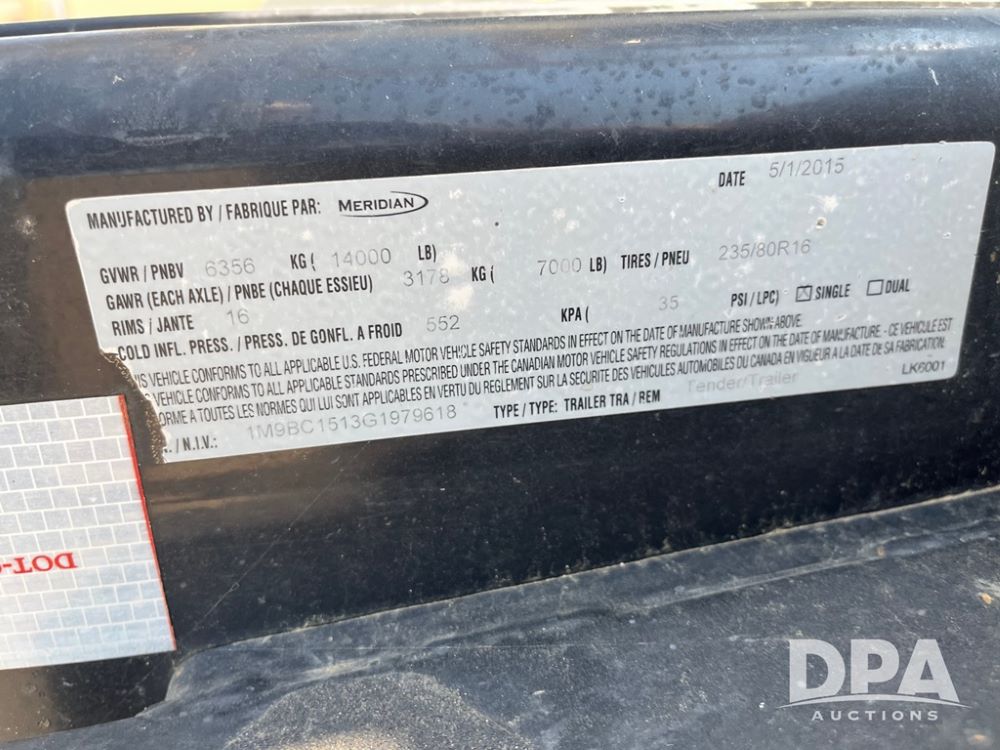 MANUFACTURED BY / FABRIQUE PAR: MERIDIAN DATE 5/1/2015
GVWR / PNBV 6356 KG ( 14000 LB)
GAWR (EACH AXLE) / PNBE (CHAQUE ESSIEU) 3178 KG ( 7000 LB) TIRES / PNEU 235/80R16
RIMS / JANTE 16
COLD INFL. PRESS. / PRESS. DE GONFL. A FROID 552 KPA ( 35 PSI / LPC) SINGLE DUAL
IS VEHICLE CONFORMS TO ALL APPLICABLE U.S. FEDERAL MOTOR VEHICLE SAFETY STANDARDS IN EFFECT ON THE DATE OF MANUFACTURE SHOWN ABOVE.
VEHICLE CONFORMS TO ALL APPLICABLE STANDARDS PRESCRIBED UNDER THE CANADIAN MOTOR VEHICLE SAFETY REGULATIONS IN EFFECT ON THE DATE OF MANUFACTURE. - CE VEHICULE EST
ORME A TOUTES LES NORMES QUI LUI SONT APPLICABLES EN VERTU DU REGLEMENT SUR LA SECURITE DES VEHICULES AUTOMOBILES DU CANADA EN VIGUEUR A LA DATE DE SA FABRICATION:
. / N.I.V.: 1M9BC1513G1979618 TYPE / TYPE: TRAILER TRA / REM Tender/Trailer LK6001
DOT-
DPA
AUCTIONS